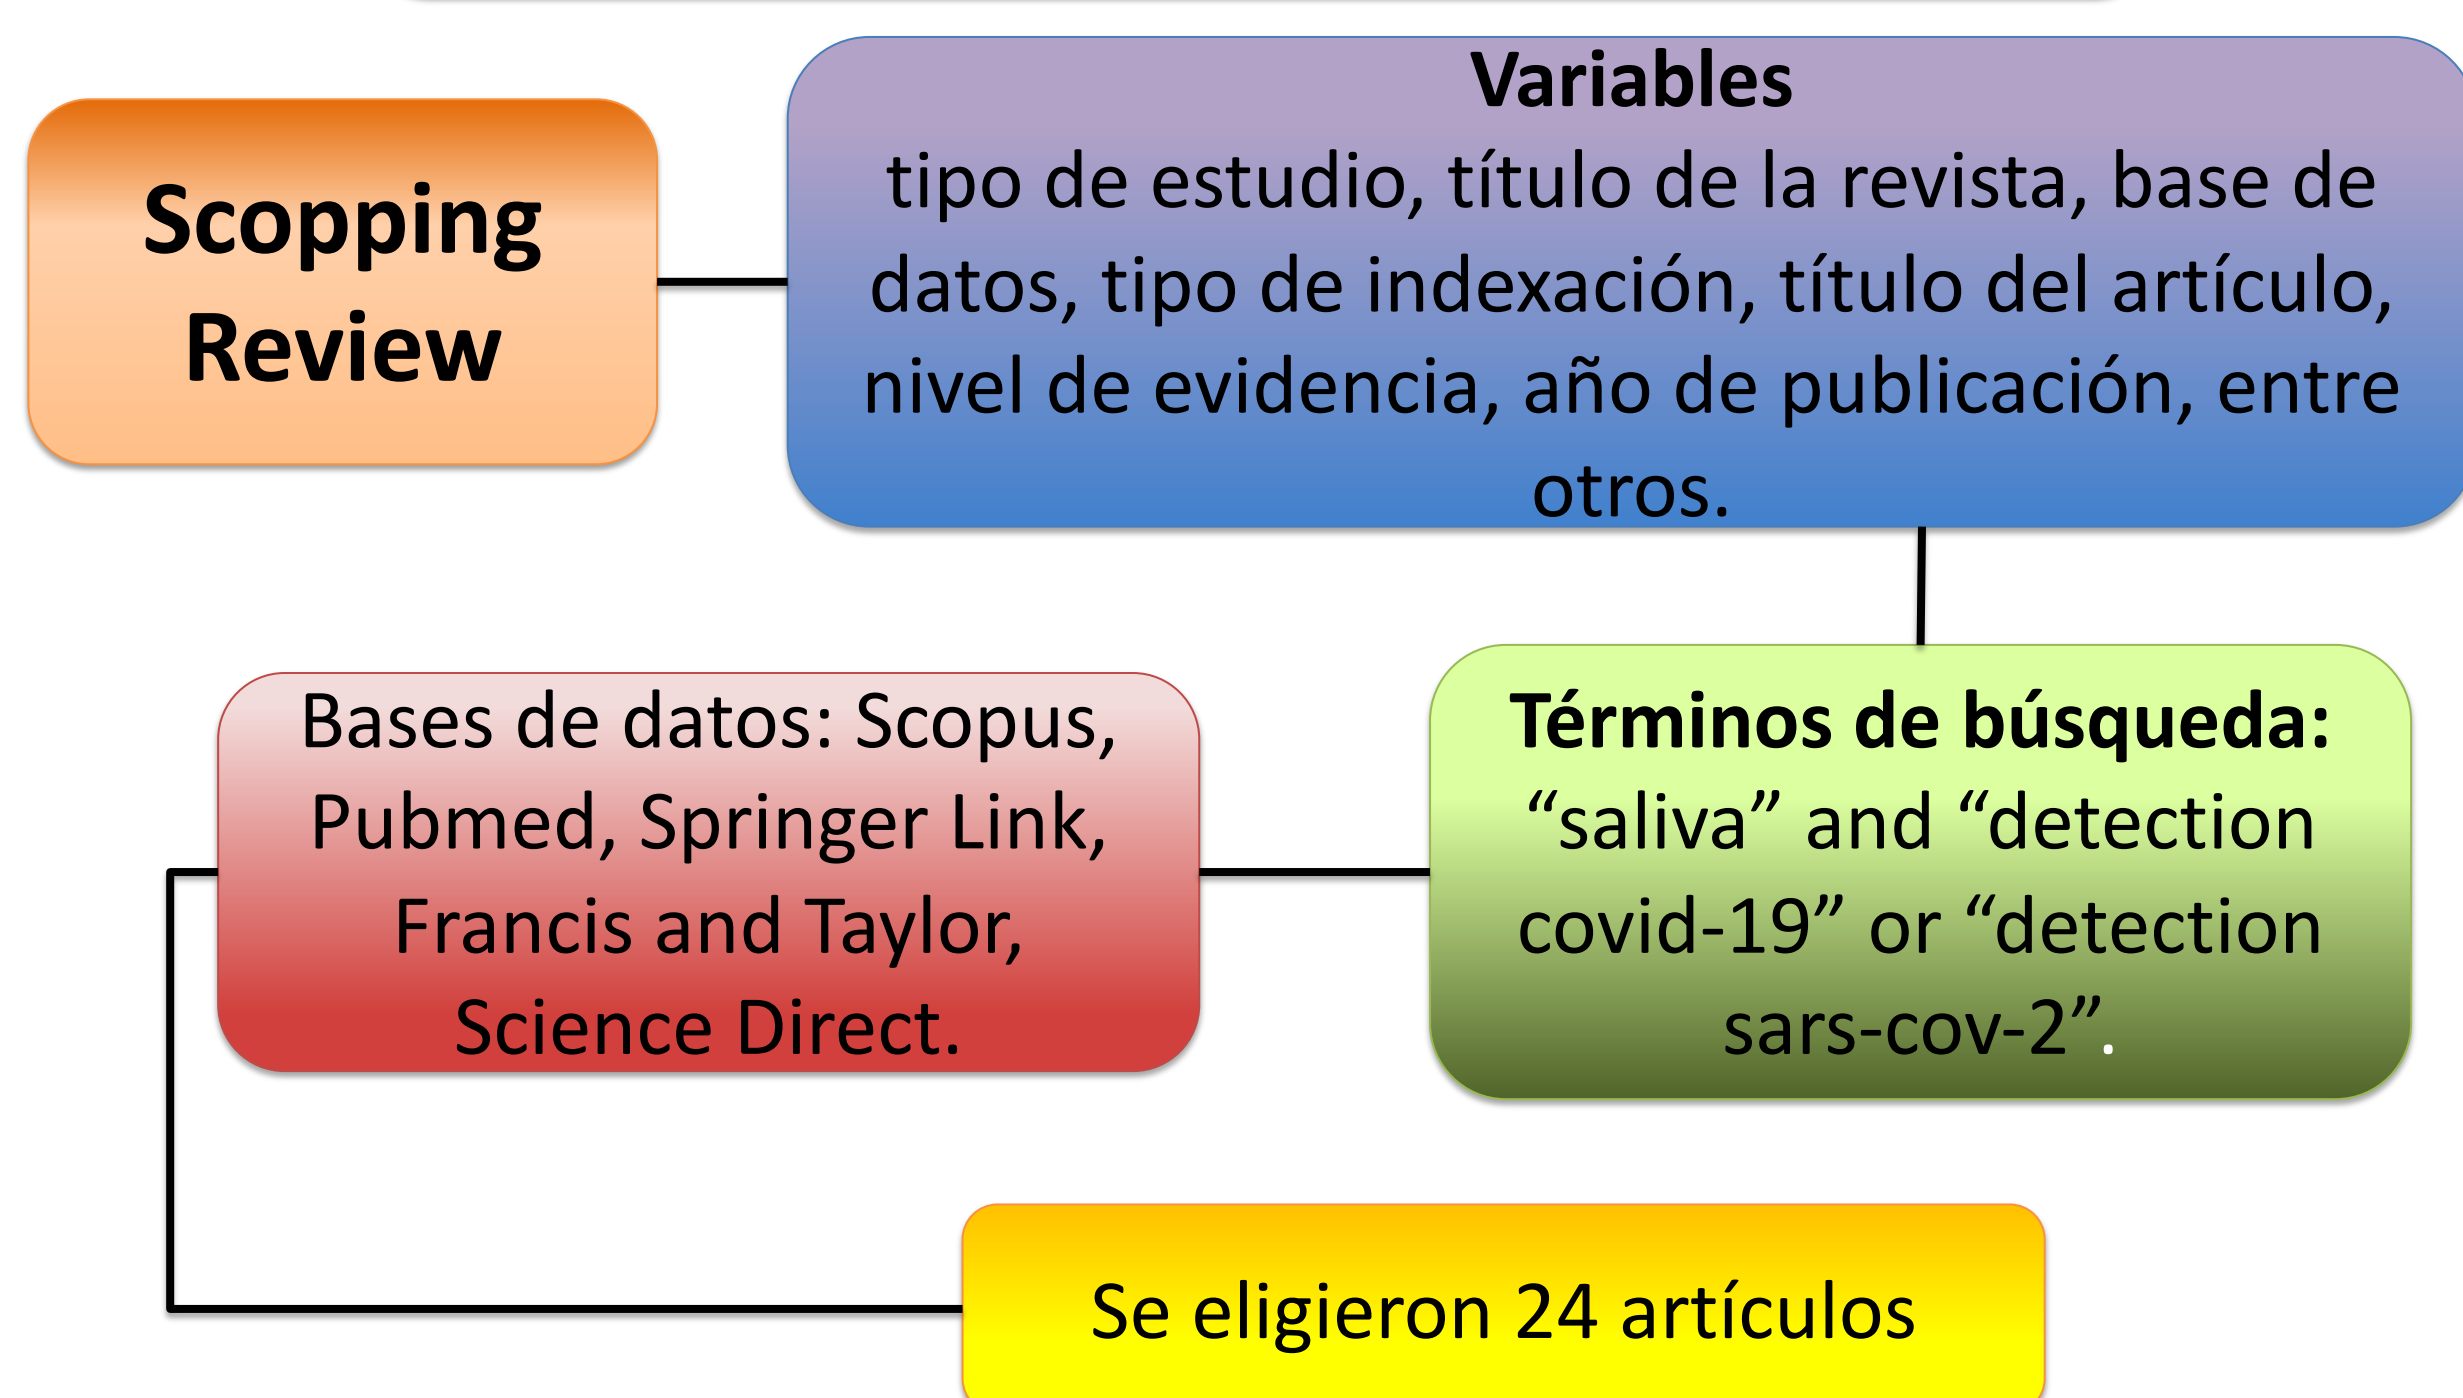 Scopping
Review
Variables
tipo de estudio, título de la revista, base de
datos, tipo de indexación, título del artículo,
nivel de evidencia, año de publicación, entre
otros.
Bases de datos: Scopus,
Pubmed, Springer Link,
Francis and Taylor,
Science Direct.
Términos de búsqueda:
“saliva” and “detection
covid-19” or “detection
sars-cov-2”.
Se eligieron 24 artículos